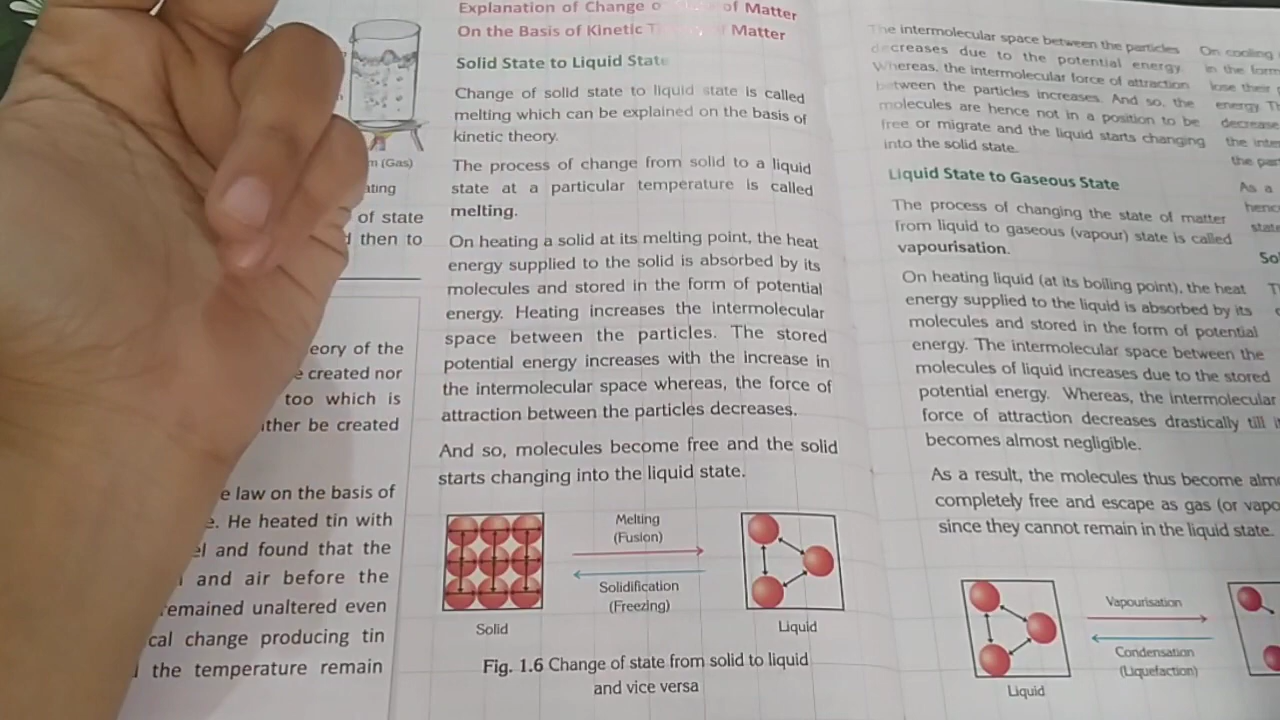 m (Gas)
ating
of state
then to
eory of the
e created nor
too which is
ther be created
e law on the basis of
e. He heated tin with
el and found that the
and air before the
remained unaltered even
cal change producing tin
the temperature remain
Explanation of Change of Matter
On the Basis of Kinetic Matter
Solid State to Liquid State
Change of solid state to liquid state is called
melting which can be explained on the basis of
kinetic theory.
The process of change from solid to a liquid
state at a particular temperature is called
melting.
On heating a solid at its melting point, the heat
energy supplied to the solid is absorbed by its
molecules and stored in the form of potential
energy. Heating increases the intermolecular
space between the particles. The stored
potential energy increases with the increase in
the intermolecular space whereas, the force of
attraction between the particles decreases.
And so, molecules become free and the solid
starts changing into the liquid state.
Melting
(Fusion)
Solidification
(Freezing)
Solid
Liquid
Fig. 1.6 Change of state from solid to liquid
and vice versa
The intermolecular space between the particles
decreases due to the potential energy.
Whereas, the intermolecular force of attraction
between the particles increases. And so, the
molecules are hence not in a position to be
free or migrate and the liquid starts changing
into the solid state.
Liquid State to Gaseous State
The process of changing the state of matter
from liquid to gaseous (vapour) state is called
vapourisation.
On heating liquid (at its boiling point), the heat
energy supplied to the liquid is absorbed by its
molecules and stored in the form of potential
energy. The intermolecular space between the
molecules of liquid increases due to the stored
potential energy. Whereas, the intermolecular
force of attraction decreases drastically till i
becomes almost negligible.
As a result, the molecules thus become alm
completely free and escape as gas (or vapo
since they cannot remain in the liquid state.
Vapourisation
Condensation
(Liquefaction)
Liquid
On cooling
in the form
lose their
energy. T
decrease
the inter
the par
As a
henc
state
So